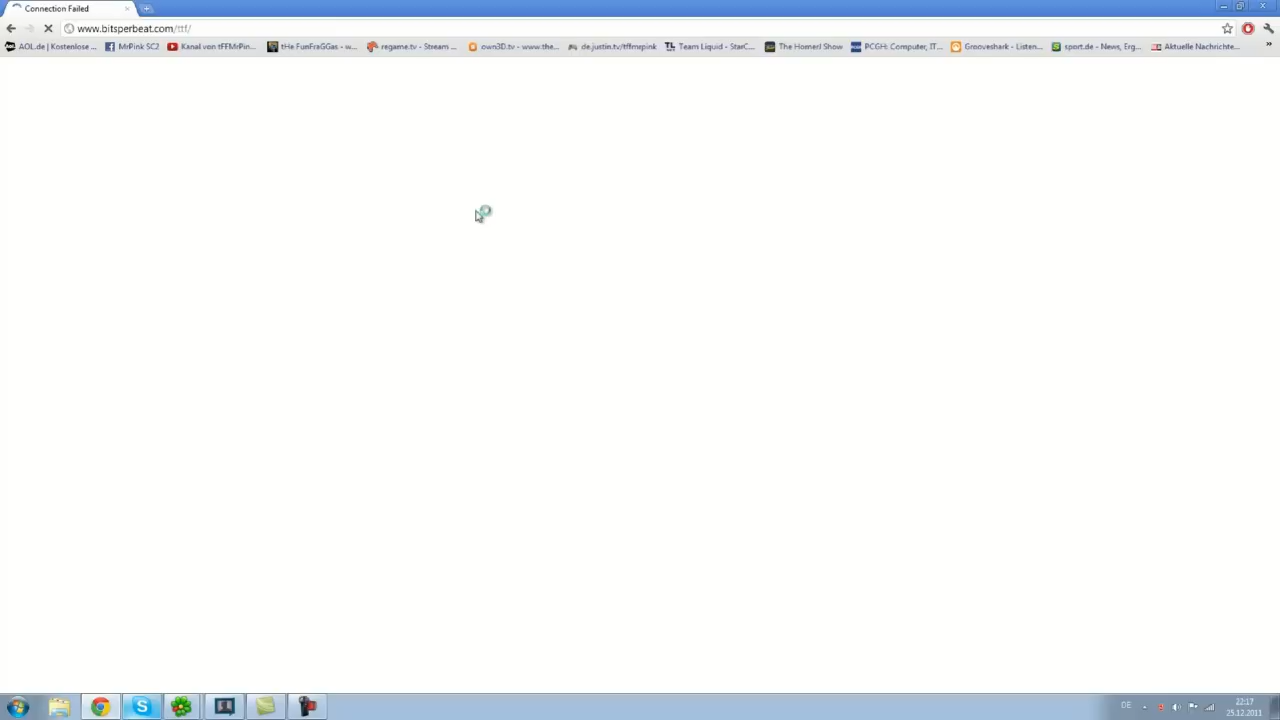 Connection Failed
www.bitsperbeat.com/ttf/
AOL.de | Kostenlose ... MrPink SC2 Kanal von tFFMrPin... tHe FunFraGGas - w... regame.tv - Stream ... own3D.tv - www.the... de.justin.tv/tffmrpink Team Liquid - StarC... The HomerJ Show PCGH: Computer, IT... Grooveshark - Listen... sport.de - News, Erg... Aktuelle Nachrichte... »
DE 22:17
25.12.2011